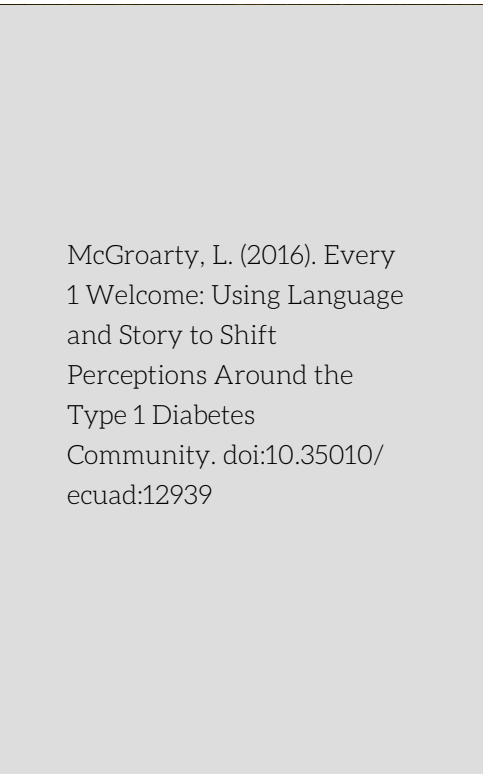 McGroarty, L. (2016). Every
1 Welcome: Using Language
and Story to Shift
Perceptions Around the
Type 1 Diabetes
Community. doi:10.35010/
ecuad:12939